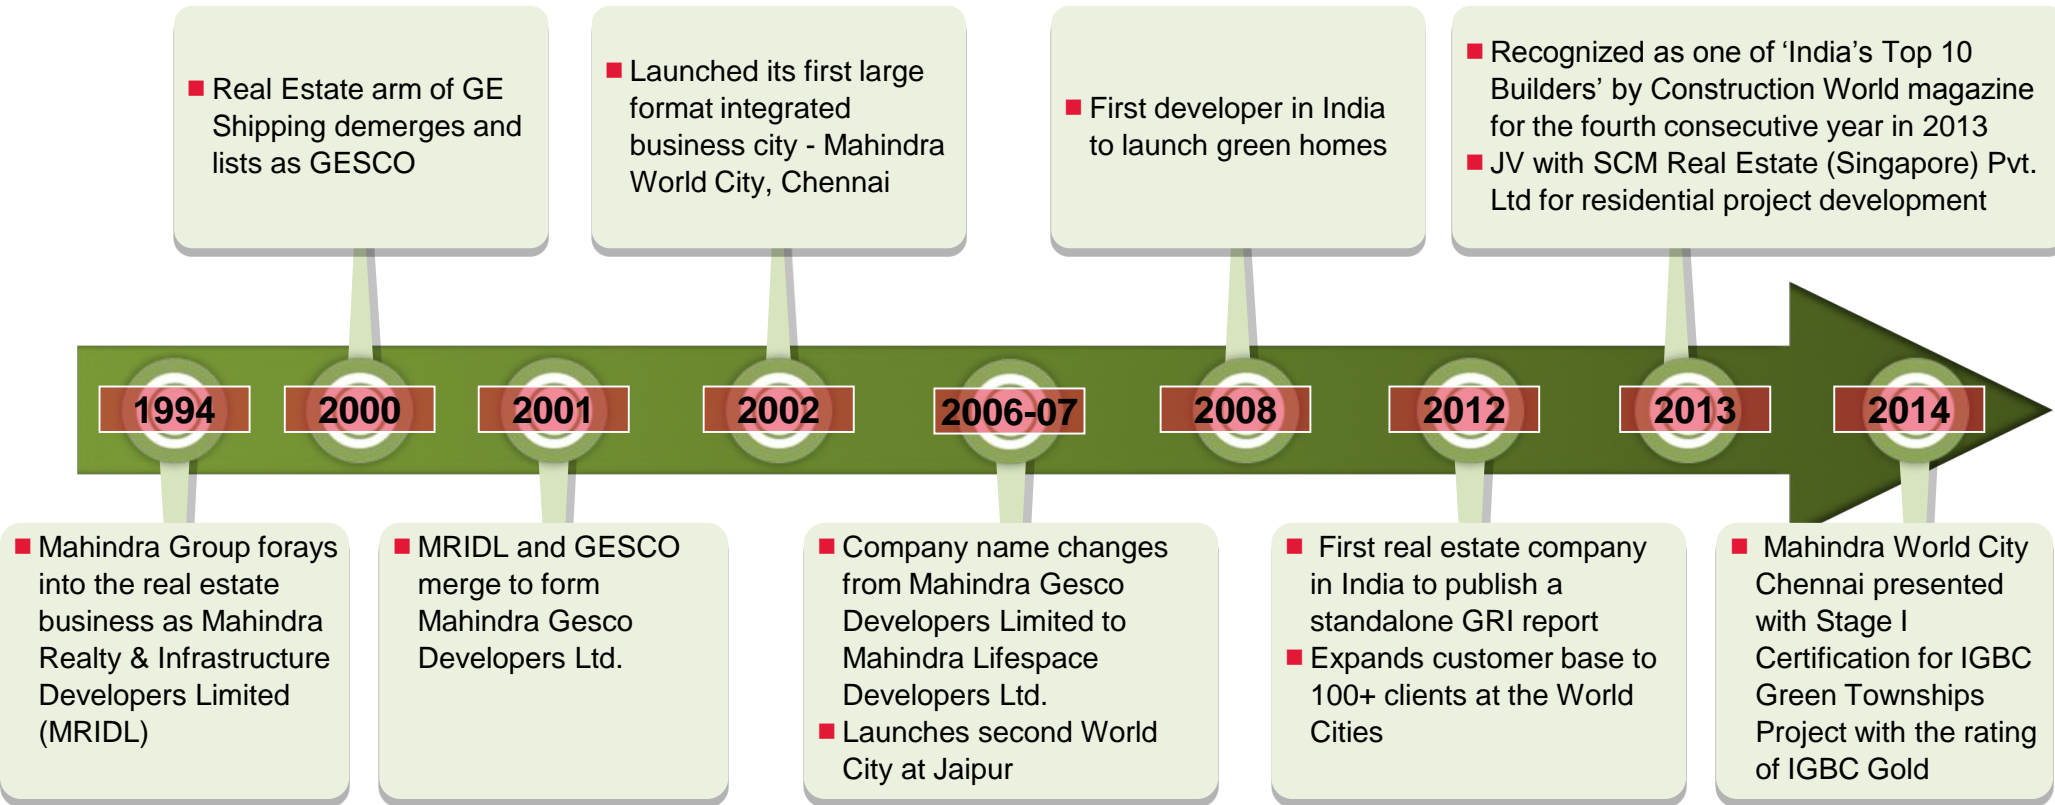 Real Estate arm of GE
Shipping demerges and
lists as GESCO
Launched its first large
format integrated
business city - Mahindra
World City, Chennai
First developer in India
to launch green homes
Recognized as one of ‘India’s Top 10
Builders’ by Construction World magazine
for the fourth consecutive year in 2013
JV with SCM Real Estate (Singapore) Pvt.
Ltd for residential project development
1994
2000
2001
2002
2006-07
2008
2012
2013
2014
Mahindra Group forays
into the real estate
business as Mahindra
Realty & Infrastructure
Developers Limited
(MRIDL)
MRIDL and GESCO
merge to form
Mahindra Gesco
Developers Ltd.
Company name changes
from Mahindra Gesco
Developers Limited to
Mahindra Lifespace
Developers Ltd.
Launches second World
City at Jaipur
First real estate company
in India to publish a
standalone GRI report
Expands customer base to
100+ clients at the World
Cities
Mahindra World City
Chennai presented
with Stage I
Certification for IGBC
Green Townships
Project with the rating
of IGBC Gold